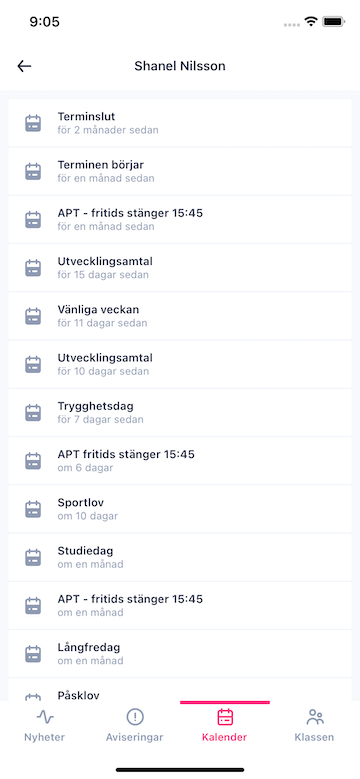 9:05
Shanel Nilsson
Terminslut
för 2 månader sedan
Terminen börjar
för en månad sedan
APT - fritids stänger 15:45
för en månad sedan
Utvecklingsamtal
för 15 dagar sedan
Vänliga veckan
för 11 dagar sedan
Utvecklingsamtal
för 10 dagar sedan
Trygghetsdag
för 7 dagar sedan
APT fritids stänger 15:45
om 6 dagar
Sportlov
om 10 dagar
Studiedag
om en månad
APT - fritids stänger 15:45
om en månad
Långfredag
om en månad
Påsklov
Nyheter
Aviseringar
Kalender
Klassen